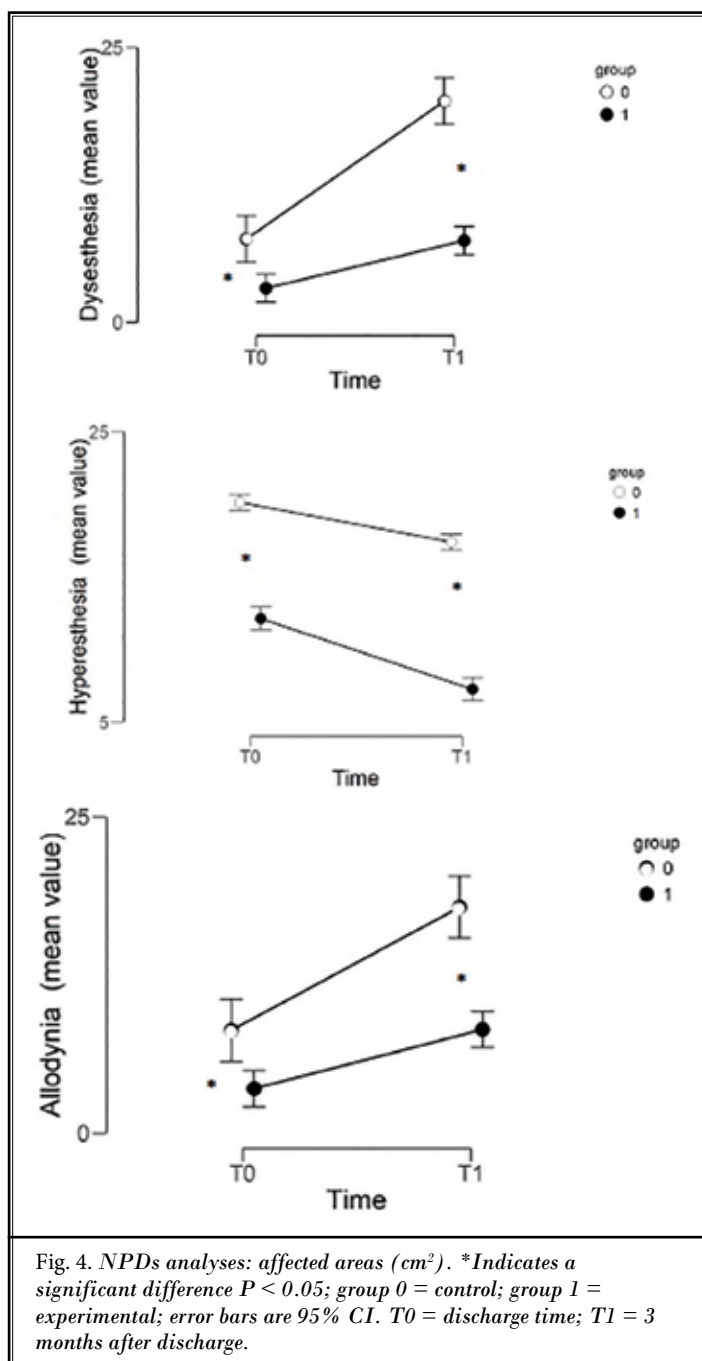 25
Dysesthesia (mean value)
0
T0
T1
Time
group
0
1
*
*
25
Hyperesthesia (mean value)
5
T0
T1
Time
group
0
1
*
*
25
Allodynia (mean value)
0
T0
T1
Time
group
0
1
*
*
Fig. 4. NPDs analyses: affected areas (cm²). *Indicates a
significant difference P < 0.05; group 0 = control; group 1 =
experimental; error bars are 95% CI. T0 = discharge time; T1 = 3
months after discharge.